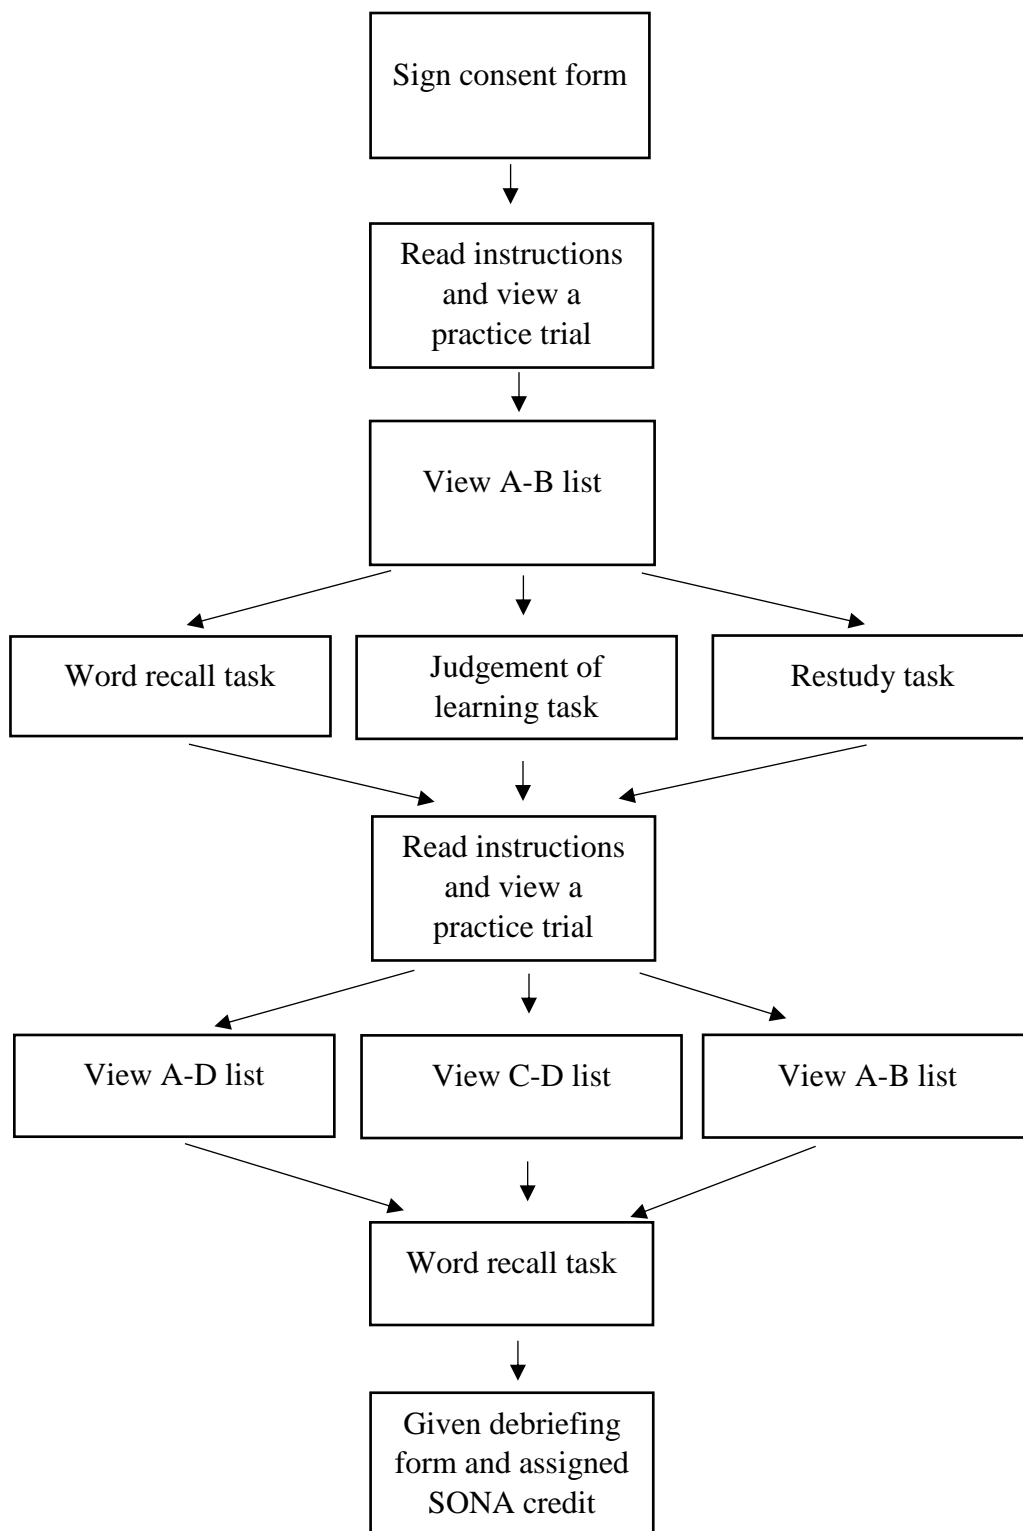 Sign consent form
Read instructions
and view a
practice trial
View A-B list
Word recall task
Judgement of
learning task
Restudy task
Read instructions
and view a
practice trial
View A-D list
View C-D list
View A-B list
Word recall task
Given debriefing
form and assigned
SONA credit